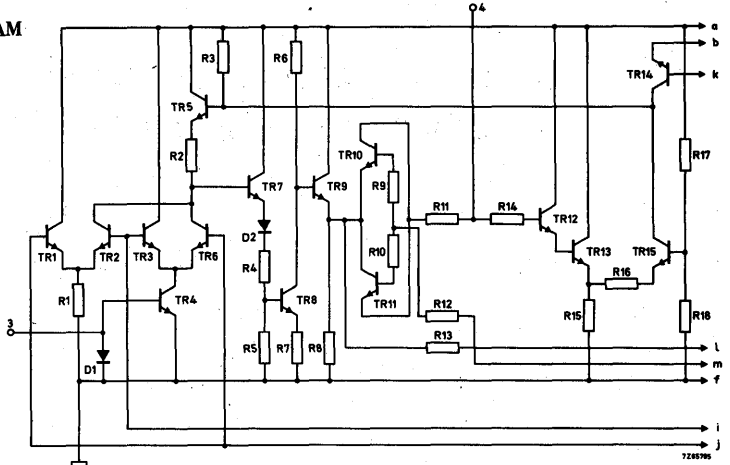 AM
4
a
b
R3
R6
TR14
k
TR5
R2
TR10
R17
TR7
TR9
R9
R11
R14
TR12
D2
TR1
TR2
TR3
TR6
R10
TR13
TR15
R4
R16
R1
TR4
TR8
TR11
R12
R15
R18
3
R13
D1
R5
R7
R8
l
m
f
i
j
7Z65705